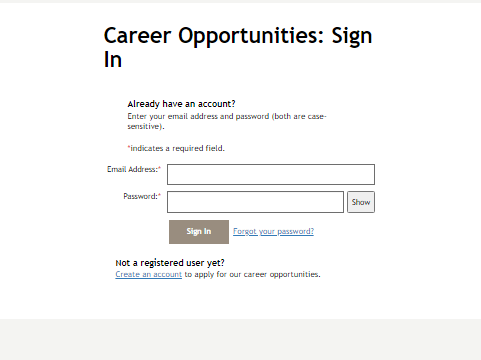 Career Opportunities: Sign
In
Already have an account?
Enter your email address and password (both are case-
sensitive).
*indicates a required field.
Email Address:*
Password:*
Show
Sign In
Forgot your password?
Not a registered user yet?
Create an account to apply for our career opportunities.